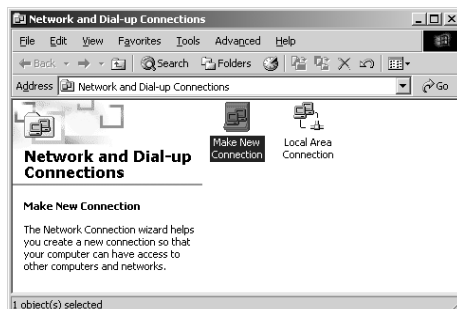 Network and Dial-up Connections
File Edit View Favorites Tools Advanced Help
Back Search Folders
Address Network and Dial-up Connections Go
Make New Connection
Local Area Connection
Network and Dial-up
Connections
Make New Connection
The Network Connection wizard helps
you create a new connection so that
your computer can have access to
other computers and networks.
1 object(s) selected